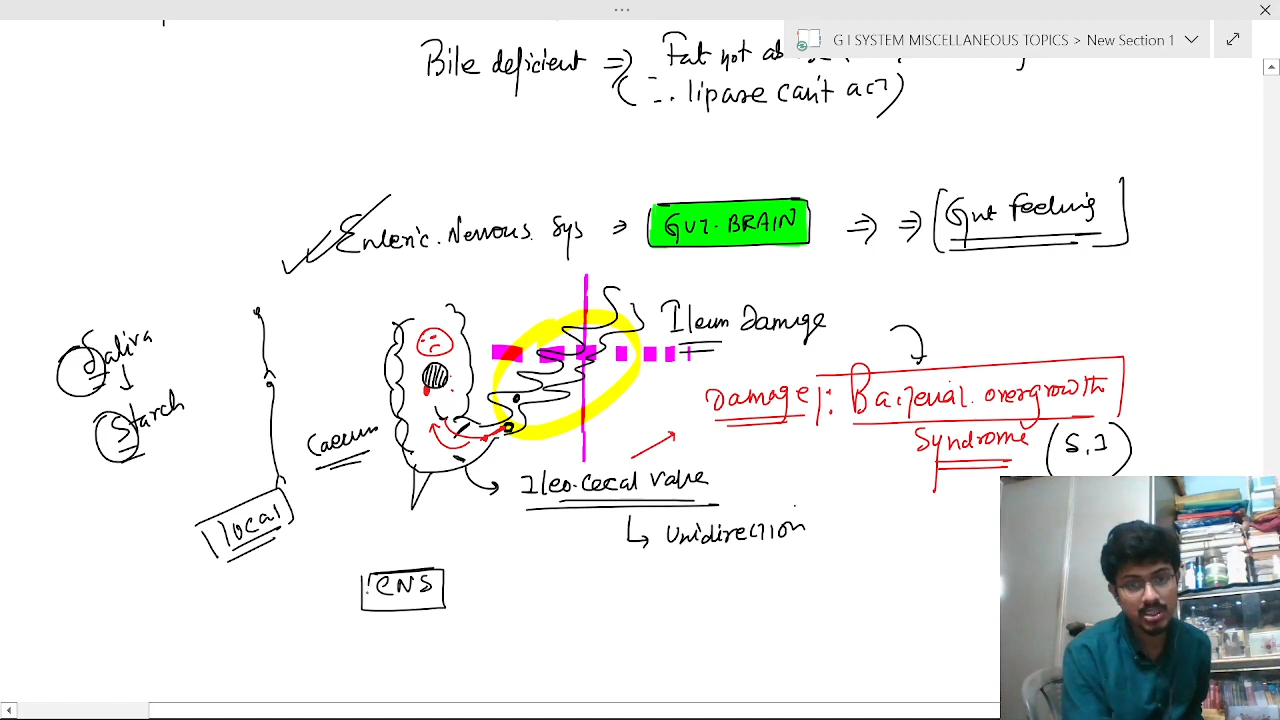 G I SYSTEM MISCELLANEOUS TOPICS > New Section 1
Bile deficient ⇒ Fat not ab
(∵ lipase can't act)
Enteric Nervous Sys ⇒ GUT-BRAIN ⇒ ⇒ [Gut feeling]
Saliva
↓
Starch
Ileum Damage
Damage : Bacterial overgrowth
Syndrome (S.I)
Caecum
Ileo-cecal valve
↳ Unidirection
local
ENS